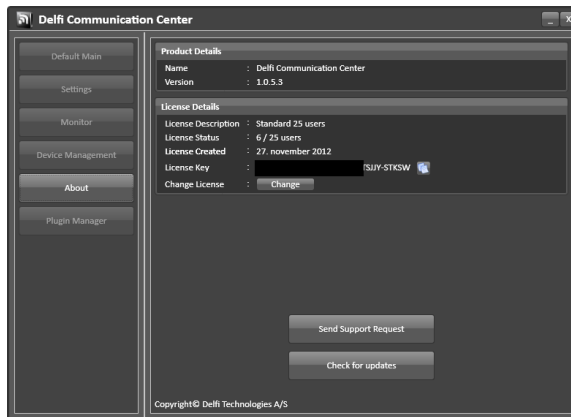 Delfi Communication Center
_ X
Default Main
Settings
Monitor
Device Management
About
Plugin Manager
Product Details
Name : Delfi Communication Center
Version : 1.0.5.3
License Details
License Description : Standard 25 users
License Status : 6 / 25 users
License Created : 27. november 2012
License Key : TSJJY-STKSW
Change License : Change
Send Support Request
Check for updates
Copyright© Delfi Technologies A/S